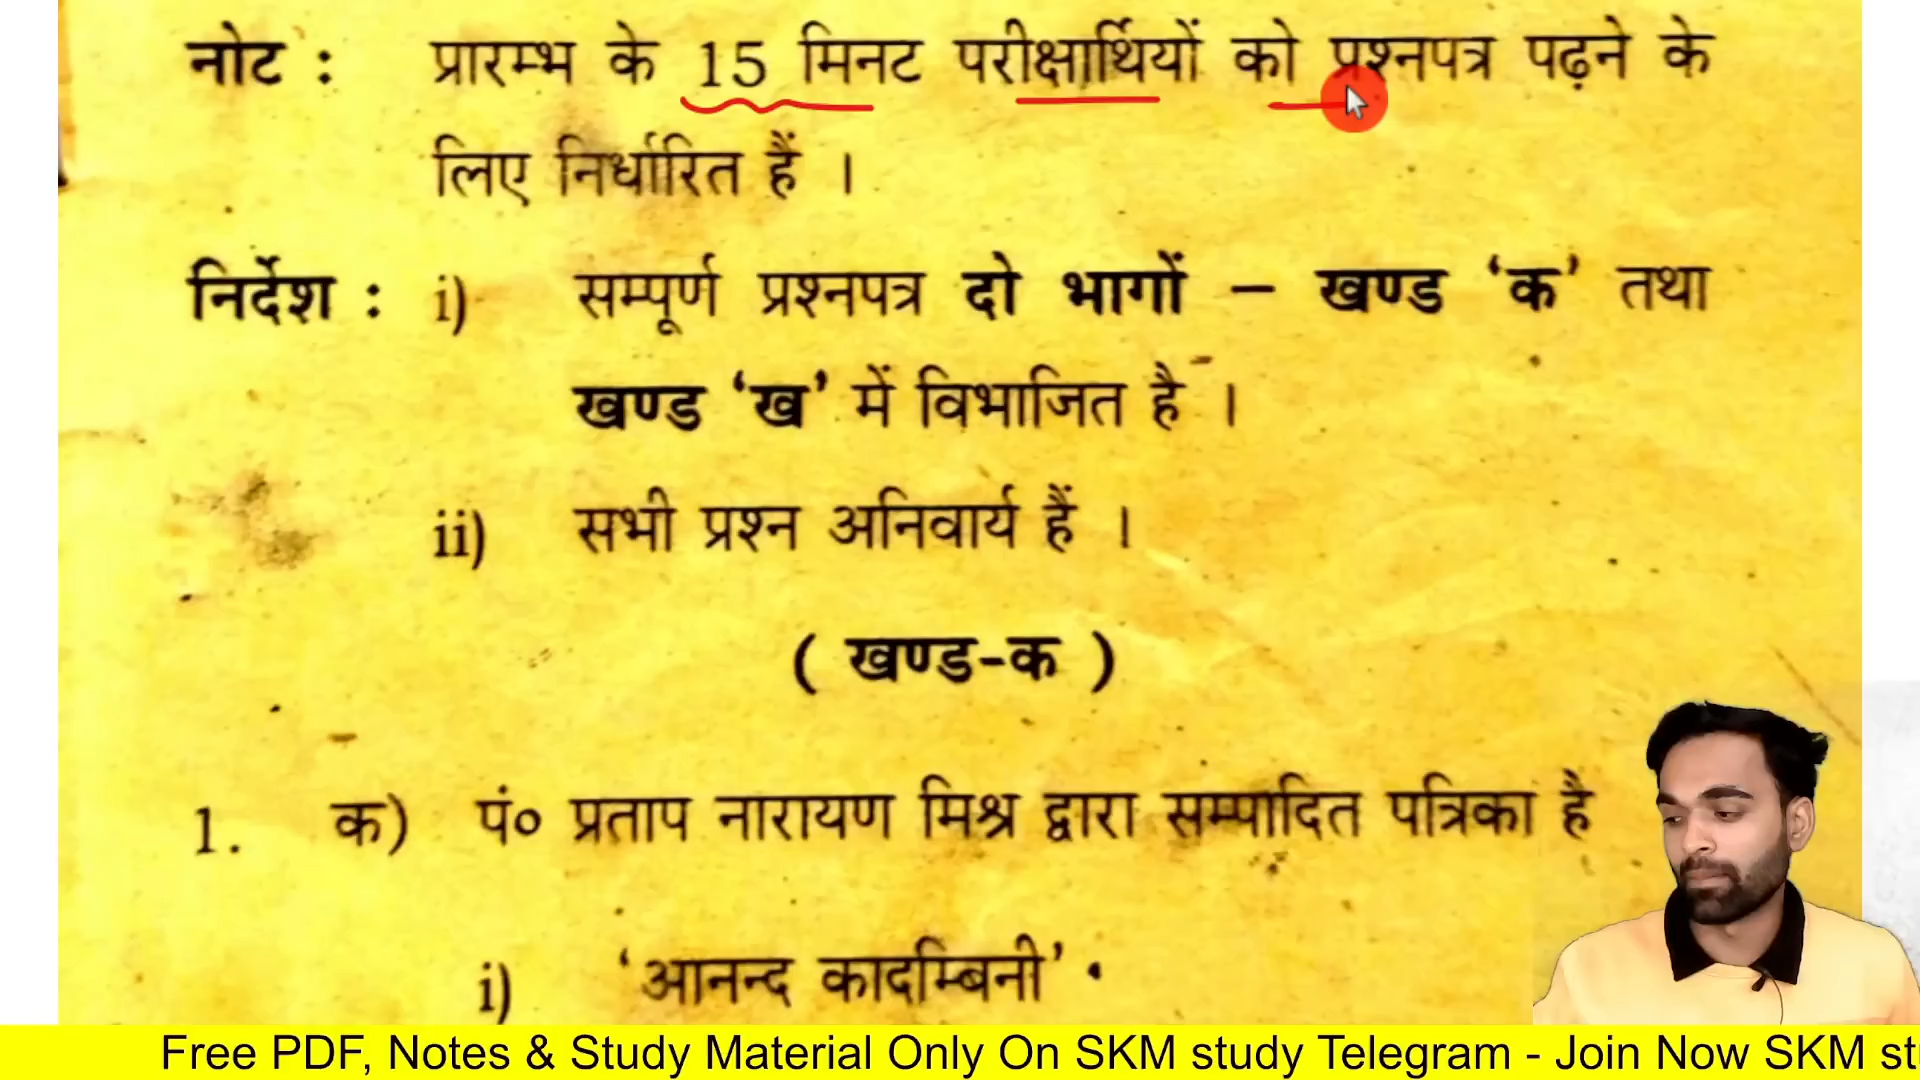 नोट : प्रारम्भ के 15 मिनट परीक्षार्थियों को प्रश्नपत्र पढ़ने के
लिए निर्धारित हैं ।
निर्देश : i) सम्पूर्ण प्रश्नपत्र दो भागों – खण्ड ‘क’ तथा
खण्ड ‘ख’ में विभाजित है ।
ii) सभी प्रश्न अनिवार्य हैं ।
( खण्ड-क )
1. क) पं० प्रताप नारायण मिश्र द्वारा सम्पादित पत्रिका है
i) ‘आनन्द कादम्बिनी’
Free PDF, Notes & Study Material Only On SKM study Telegram - Join Now SKM st